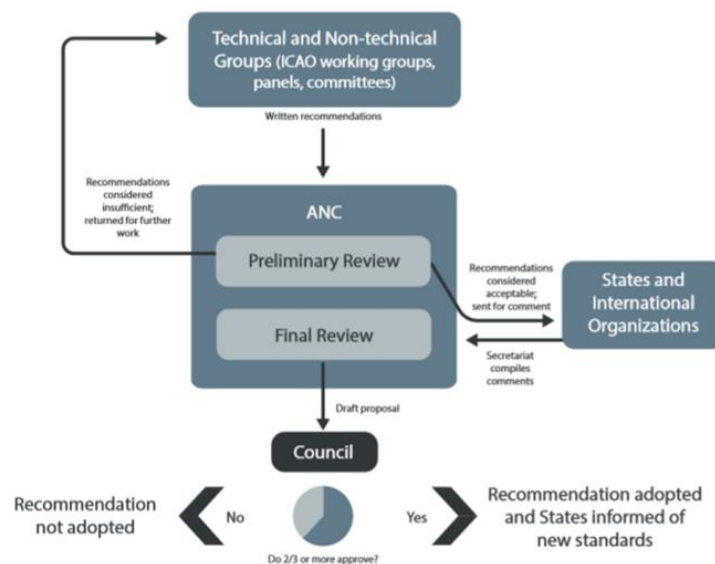 Technical and Non-technical
Groups (ICAO working groups,
panels, committees)
Written recommendations
Recommendations
considered
insufficient;
returned for further
work
ANC
Preliminary Review
Recommendations
considered
acceptable;
sent for comment
States and
International
Organizations
Final Review
Secretariat
compiles
comments
Draft proposal
Council
Recommendation
not adopted
No
Yes
Recommendation adopted
and States informed of
new standards
Do 2/3 or more approve?